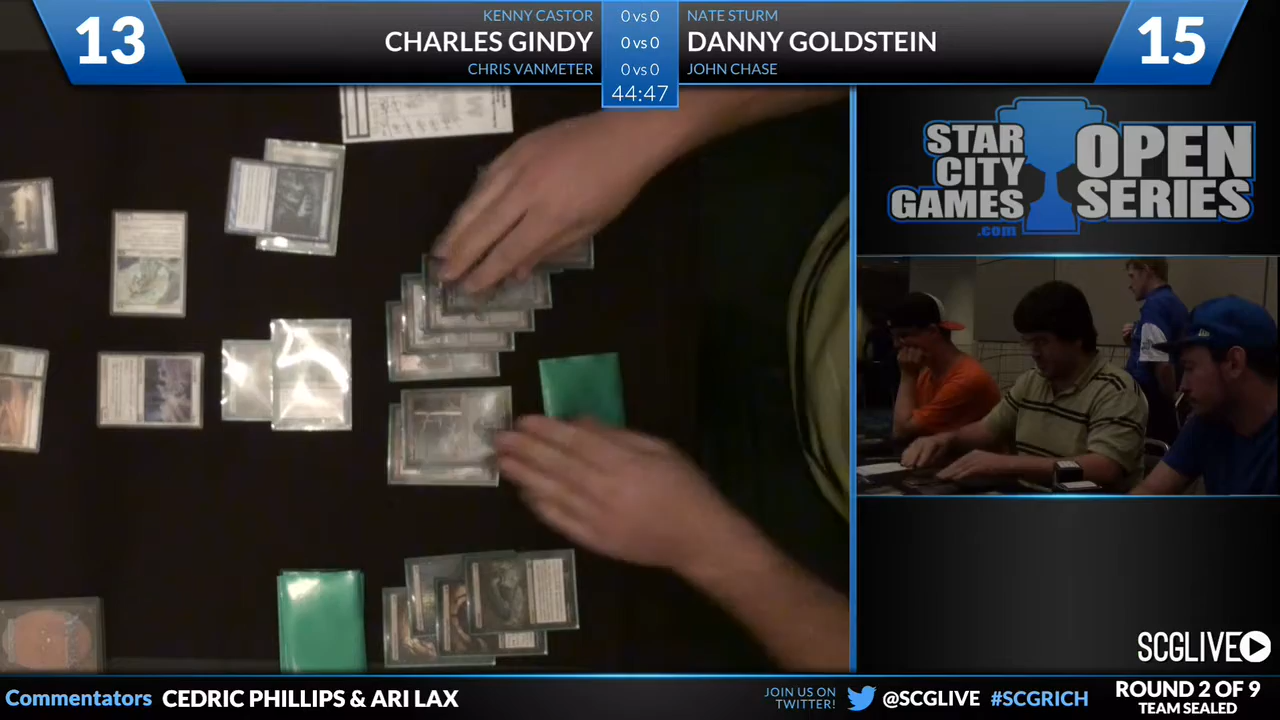 13
KENNY CASTOR
0 vs 0
NATE STURM
CHARLES GINDY
0 vs 0
DANNY GOLDSTEIN
CHRIS VANMETER
0 vs 0
JOHN CHASE
44:47
15
STAR CITY GAMES .com
OPEN SERIES
SCGLIVE
Commentators CEDRIC PHILLIPS & ARI LAX
JOIN US ON TWITTER!
@SCGLIVE #SCGRICH
ROUND 2 OF 9
TEAM SEALED